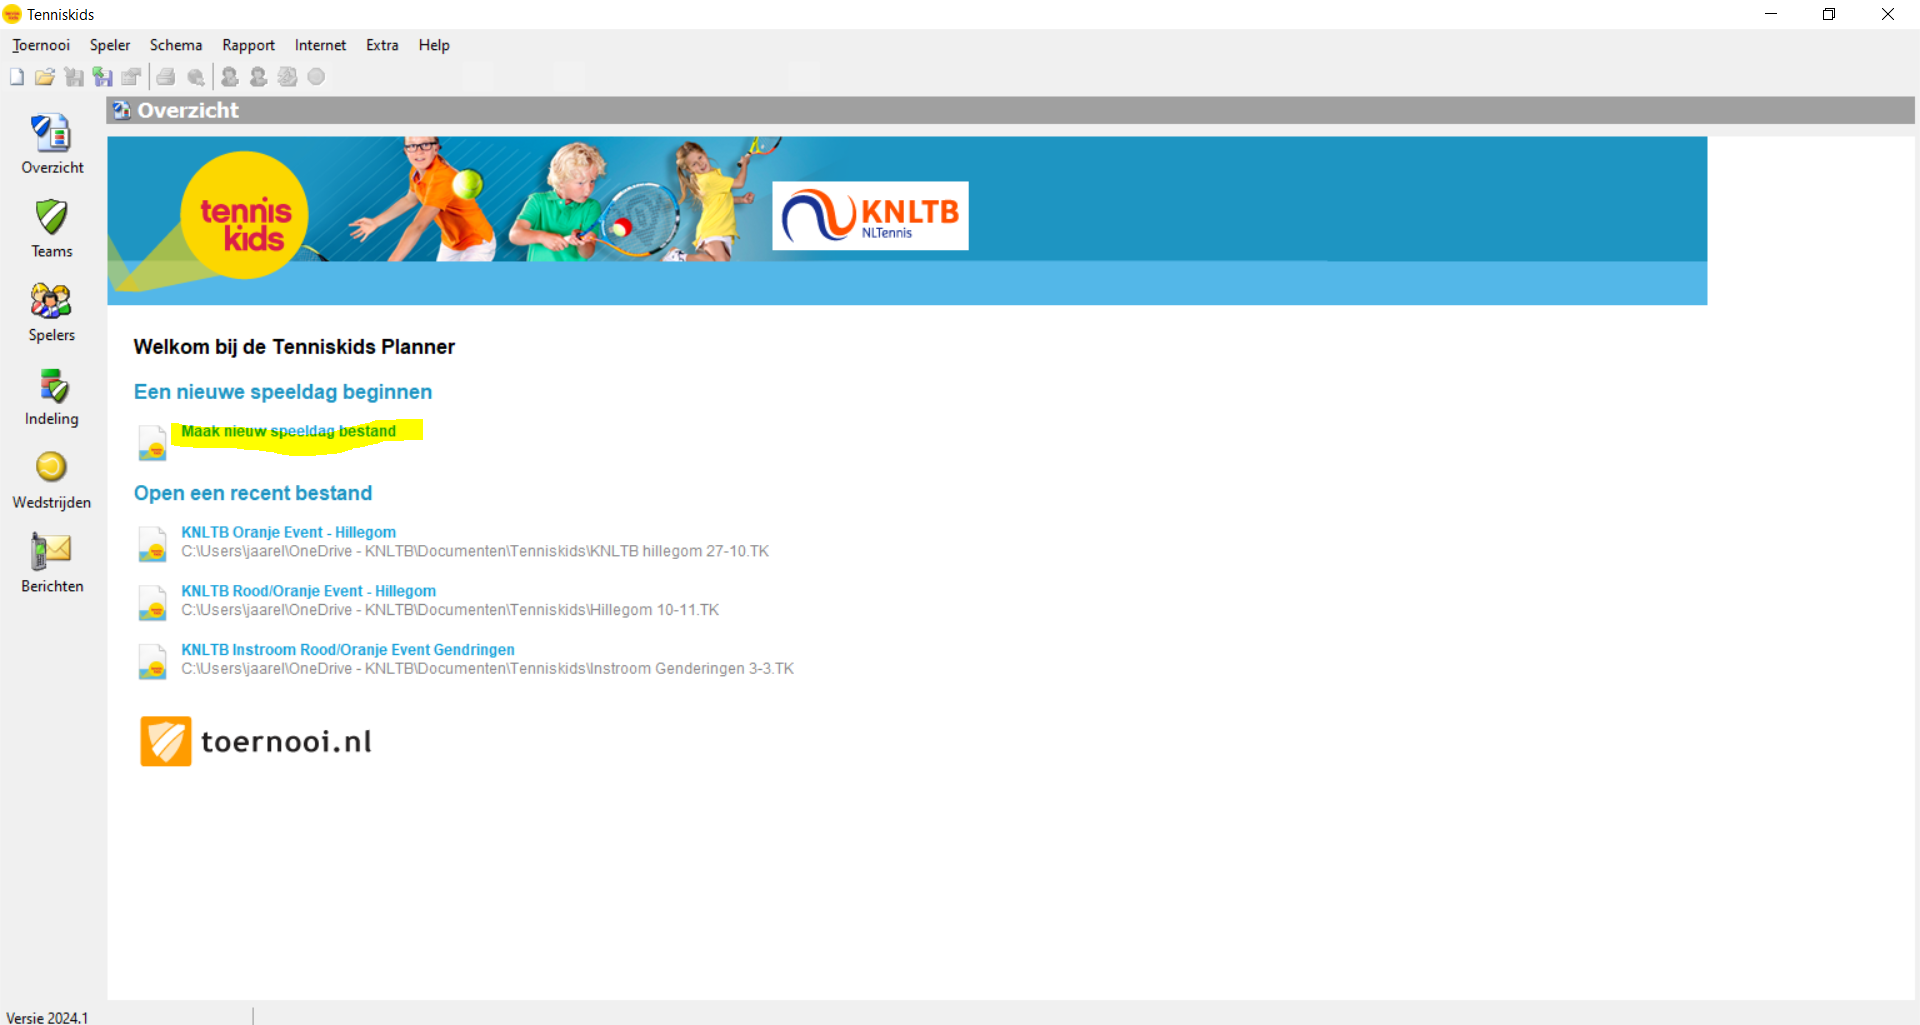 Tenniskids
Toernooi Speler Schema Rapport Internet Extra Help
Overzicht
Overzicht
Teams
Spelers
Indeling
Wedstrijden
Berichten
tennis
kids
KNLTB
NLTennis
Welkom bij de Tenniskids Planner
Een nieuwe speeldag beginnen
Maak nieuw speeldag bestand
Open een recent bestand
KNLTB Oranje Event - Hillegom
C:\Users\jaarel\OneDrive - KNLTB\Documenten\Tenniskids\KNLTB hillegom 27-10.TK
KNLTB Rood/Oranje Event - Hillegom
C:\Users\jaarel\OneDrive - KNLTB\Documenten\Tenniskids\Hillegom 10-11.TK
KNLTB Instroom Rood/Oranje Event Gendringen
C:\Users\jaarel\OneDrive - KNLTB\Documenten\Tenniskids\Instroom Genderingen 3-3.TK
toernooi.nl
Versie 2024.1